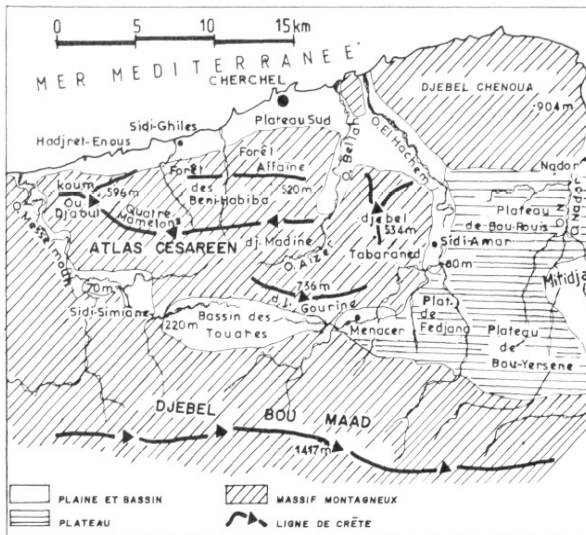 0 5 10 15km
MER MEDITERRANEE
CHERCHEL
DJEBEL CHENOUA
904m
Sidi-Ghiles
Plateau Sud
Hadjret-Enous
O. El Hachem
O. Bellah
Forêt
Affaine
Forêt
des
Beni-Habiba
520m
Nador
koum
596m
Ou
Djabul
Quatre
Mamelons
O. Messelmoun
ATLAS CESAREEN
dj. Madine
O. Aizer
djebel
534m
Tabaraned
Plateau
de Bou-Rouis
Sidi-Amar
80m
Mitidja
70m
Sidi-Simiane
736m
dj. Gourine
220m
Bassin des
Touares
Menacer
Plat.
de
Fedjana
Plateau
de
Bou-Yersene
DJEBEL BOU MAAD
1417m
PLAINE ET BASSIN
MASSIF MONTAGNEUX
PLATEAU
LIGNE DE CRÊTE